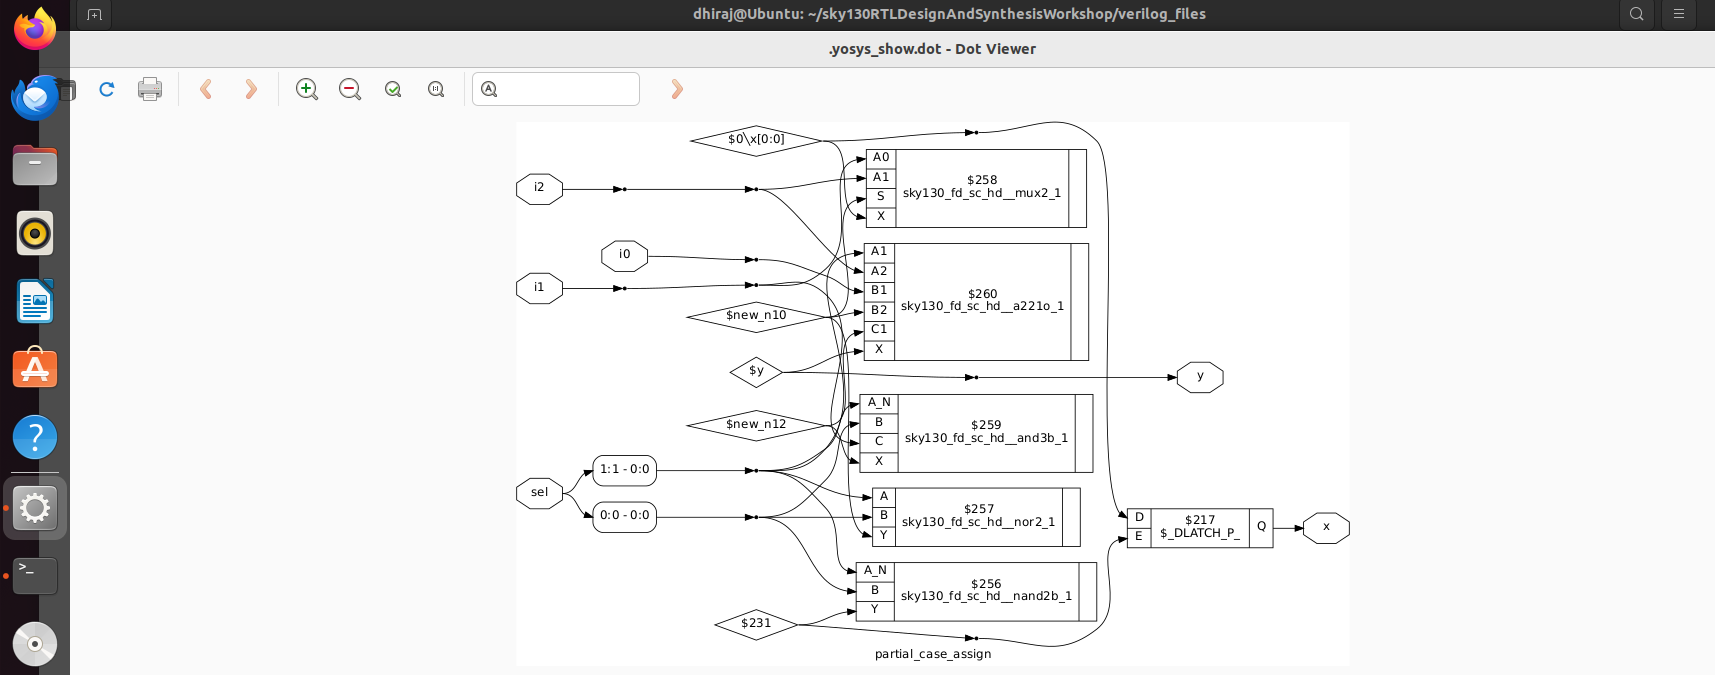 dhiraj@Ubuntu: ~/sky130RTLDesignAndSynthesisWorkshop/verilog_files
.yosys_show.dot - Dot Viewer
$0\x[0:0]
i2
i0
i1
$new_n10
$y
$new_n12
sel
1:1 - 0:0
0:0 - 0:0
$231
A0
A1
S
X
$258
sky130_fd_sc_hd__mux2_1
A1
A2
B1
B2
C1
X
$260
sky130_fd_sc_hd__a221o_1
A_N
B
C
X
$259
sky130_fd_sc_hd__and3b_1
A
B
Y
$257
sky130_fd_sc_hd__nor2_1
A_N
B
Y
$256
sky130_fd_sc_hd__nand2b_1
y
D
E
$217
$_DLATCH_P_
Q
x
partial_case_assign